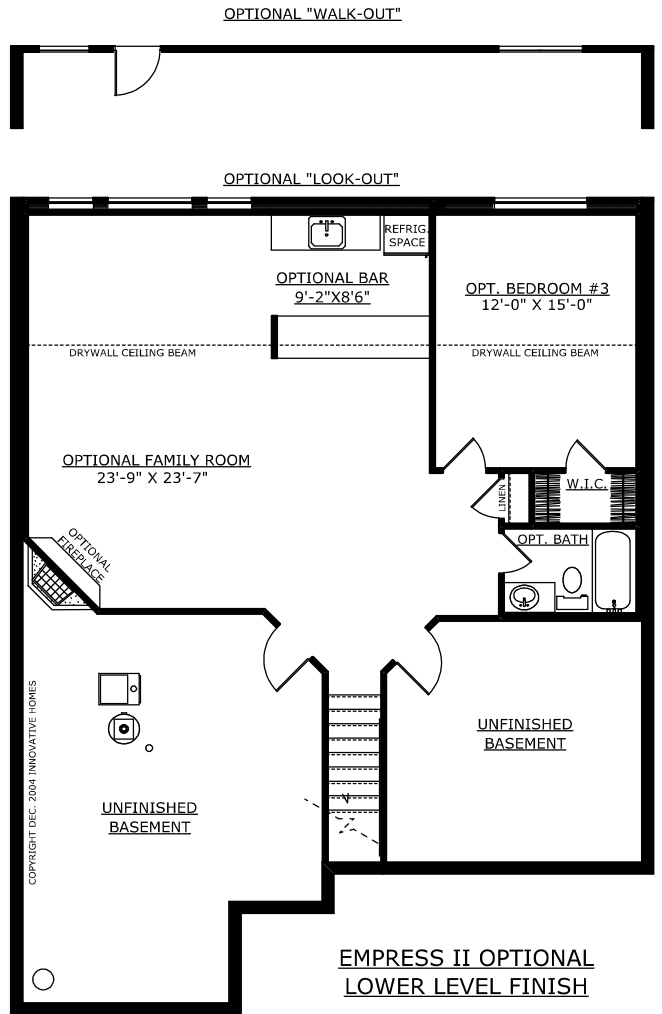 OPTIONAL "WALK-OUT"
OPTIONAL "LOOK-OUT"
REFRIG.
SPACE
OPTIONAL BAR
9'-2"X8'6"
OPT. BEDROOM #3
12'-0" X 15'-0"
DRYWALL CEILING BEAM
DRYWALL CEILING BEAM
OPTIONAL FAMILY ROOM
23'-9" X 23'-7"
LINEN
W.I.C.
OPTIONAL
FIREPLACE
OPT. BATH
UNFINISHED
BASEMENT
UNFINISHED
BASEMENT
COPYRIGHT DEC. 2004 INNOVATIVE HOMES
EMPRESS II OPTIONAL
LOWER LEVEL FINISH